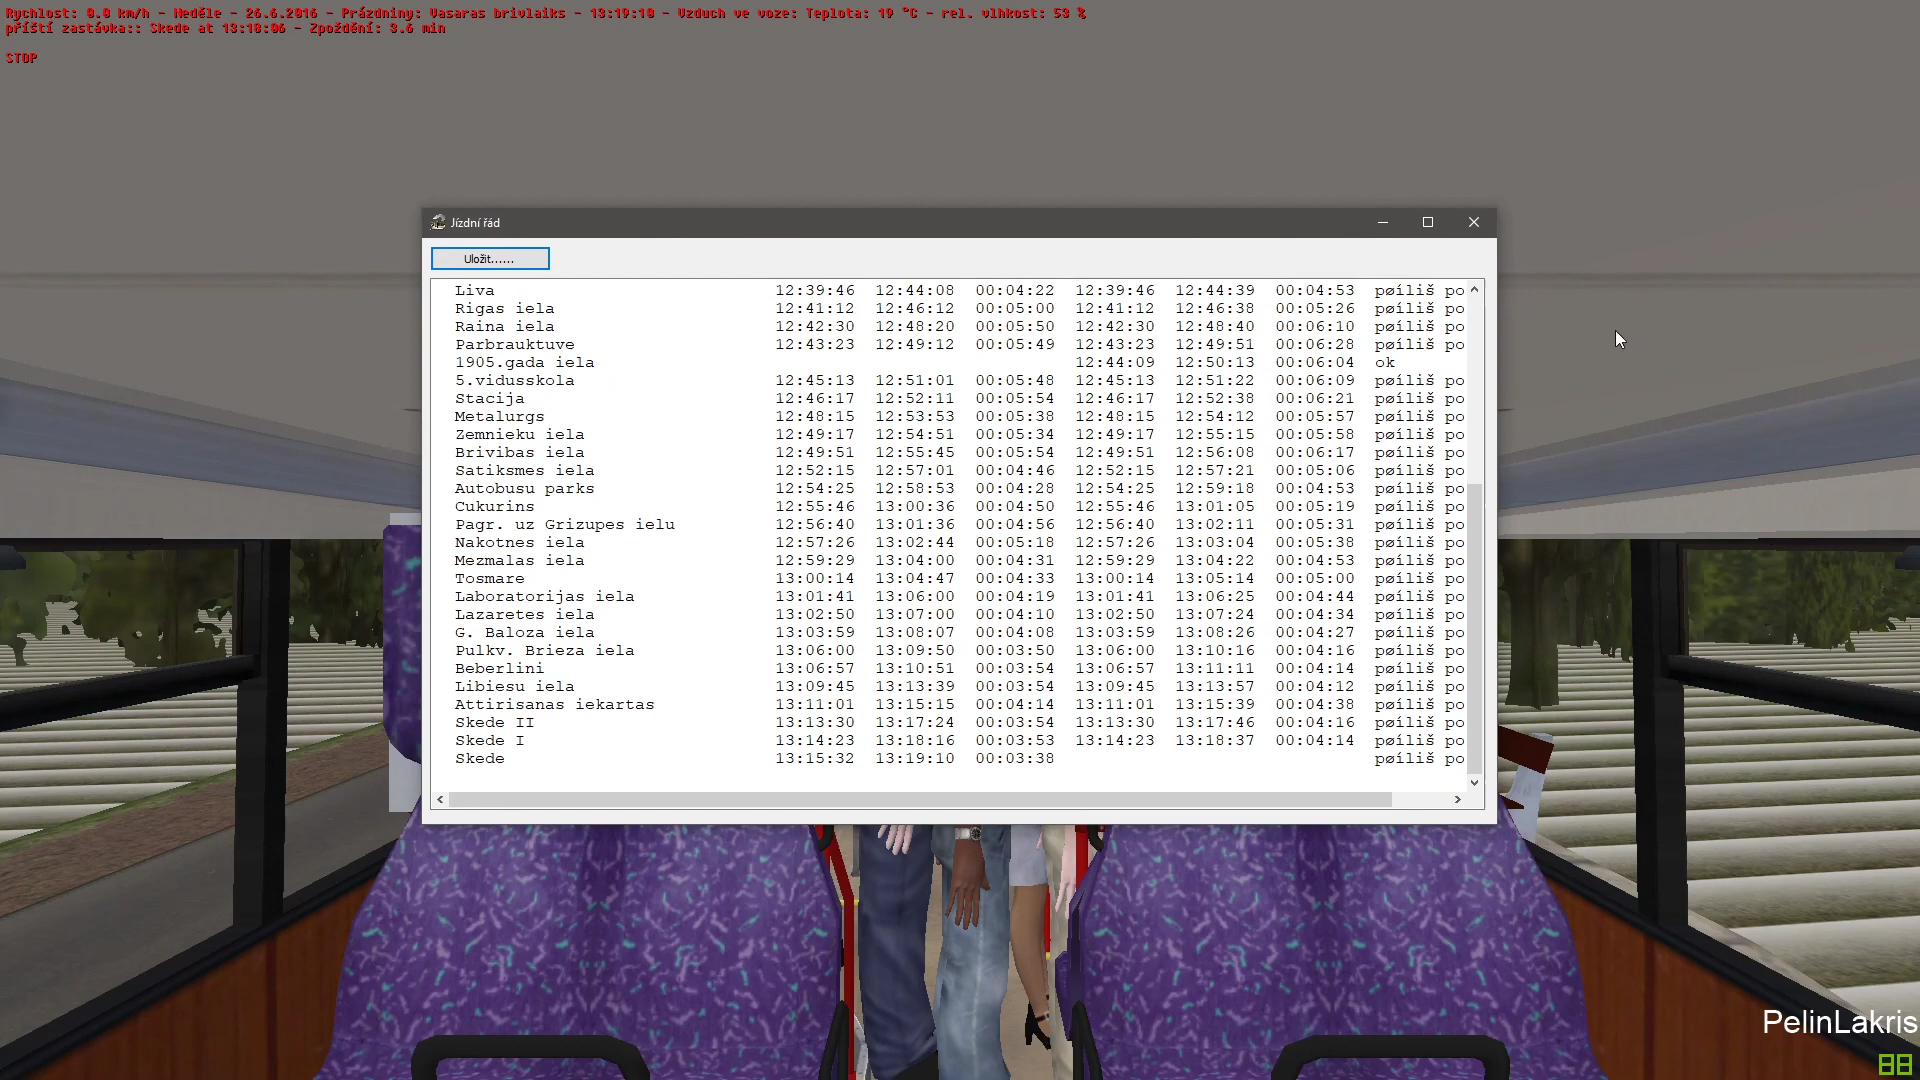 Rychlost: 0.0 km/h - Neděle - 26.6.2016 - Prázdniny: Vasaras brivlaiks - 13:19:10 - Vzduch ve voze: Teplota: 19 °C - rel. vlhkost: 53 %
příští zastávka:: Skede at 13:18:06 - Zpoždění: 3.6 min
STOP
Jízdní řád
Uložit......
Liva 12:39:46 12:44:08 00:04:22 12:39:46 12:44:39 00:04:53 pøíliš po
Rigas iela 12:41:12 12:46:12 00:05:00 12:41:12 12:46:38 00:05:26 pøíliš po
Raina iela 12:42:30 12:48:20 00:05:50 12:42:30 12:48:40 00:06:10 pøíliš po
Parbrauktuve 12:43:23 12:49:12 00:05:49 12:43:23 12:49:51 00:06:28 pøíliš po
1905.gada iela 12:44:09 12:50:13 00:06:04 ok
5.vidusskola 12:45:13 12:51:01 00:05:48 12:45:13 12:51:22 00:06:09 pøíliš po
Stacija 12:46:17 12:52:11 00:05:54 12:46:17 12:52:38 00:06:21 pøíliš po
Metalurgs 12:48:15 12:53:53 00:05:38 12:48:15 12:54:12 00:05:57 pøíliš po
Zemnieku iela 12:49:17 12:54:51 00:05:34 12:49:17 12:55:15 00:05:58 pøíliš po
Brivibas iela 12:49:51 12:55:45 00:05:54 12:49:51 12:56:08 00:06:17 pøíliš po
Satiksmes iela 12:52:15 12:57:01 00:04:46 12:52:15 12:57:21 00:05:06 pøíliš po
Autobusu parks 12:54:25 12:58:53 00:04:28 12:54:25 12:59:18 00:04:53 pøíliš po
Cukurins 12:55:46 13:00:36 00:04:50 12:55:46 13:01:05 00:05:19 pøíliš po
Pagr. uz Grizupes ielu 12:56:40 13:01:36 00:04:56 12:56:40 13:02:11 00:05:31 pøíliš po
Nakotnes iela 12:57:26 13:02:44 00:05:18 12:57:26 13:03:04 00:05:38 pøíliš po
Mezmalas iela 12:59:29 13:04:00 00:04:31 12:59:29 13:04:22 00:04:53 pøíliš po
Tosmare 13:00:14 13:04:47 00:04:33 13:00:14 13:05:14 00:05:00 pøíliš po
Laboratorijas iela 13:01:41 13:06:00 00:04:19 13:01:41 13:06:25 00:04:44 pøíliš po
Lazaretes iela 13:02:50 13:07:00 00:04:10 13:02:50 13:07:24 00:04:34 pøíliš po
G. Baloza iela 13:03:59 13:08:07 00:04:08 13:03:59 13:08:26 00:04:27 pøíliš po
Pulkv. Brieza iela 13:06:00 13:09:50 00:03:50 13:06:00 13:10:16 00:04:16 pøíliš po
Beberlini 13:06:57 13:10:51 00:03:54 13:06:57 13:11:11 00:04:14 pøíliš po
Libiesu iela 13:09:45 13:13:39 00:03:54 13:09:45 13:13:57 00:04:12 pøíliš po
Attirisanas iekartas 13:11:01 13:15:15 00:04:14 13:11:01 13:15:39 00:04:38 pøíliš po
Skede II 13:13:30 13:17:24 00:03:54 13:13:30 13:17:46 00:04:16 pøíliš po
Skede I 13:14:23 13:18:16 00:03:53 13:14:23 13:18:37 00:04:14 pøíliš po
Skede 13:15:32 13:19:10 00:03:38 pøíliš po
PelinLakris
88